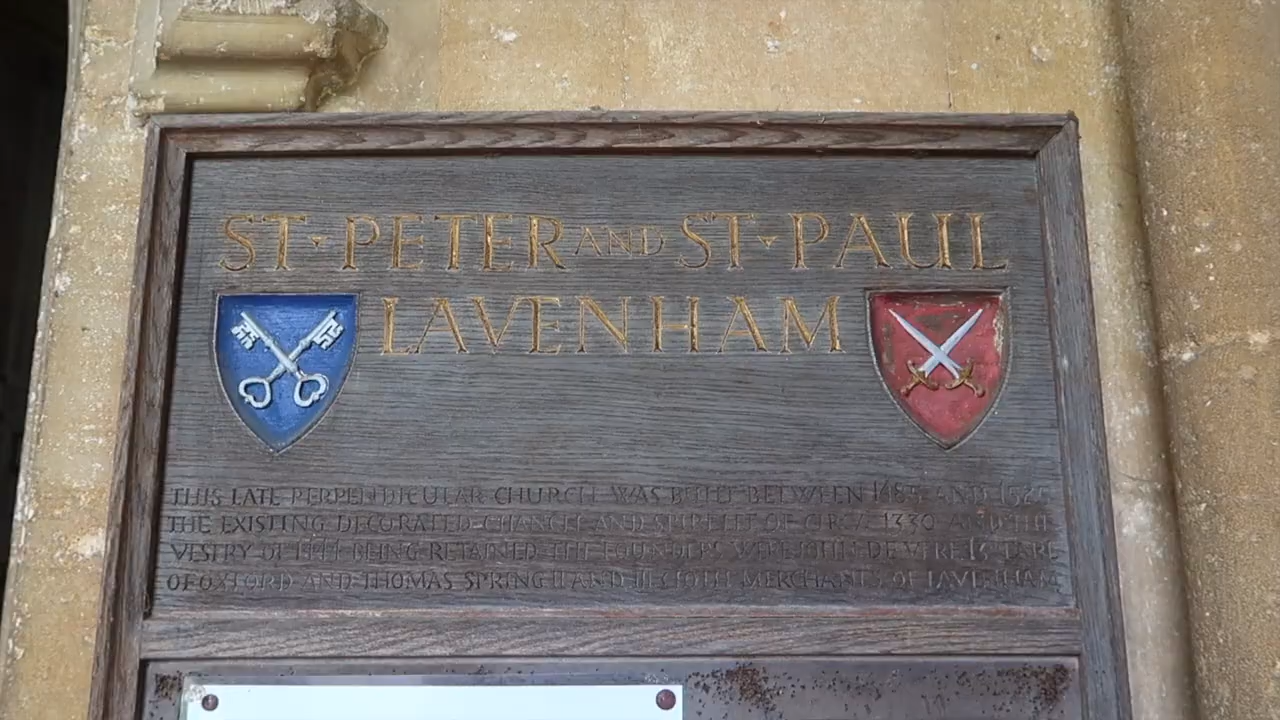 ST · PETER AND ST · PAUL
LAVENHAM
THIS LATE PERPENDICULAR CHURCH WAS BUILT BETWEEN 1485 AND 1525
THE EXISTING DECORATED CHANCEL AND SPIRELET OF CIRCA 1330 AND THE
VESTRY OF 1444 BEING RETAINED THE FOUNDERS WERE JOHN DE VERE EARL
OF OXFORD AND THOMAS SPRING II AND III CLOTH MERCHANTS OF LAVENHAM